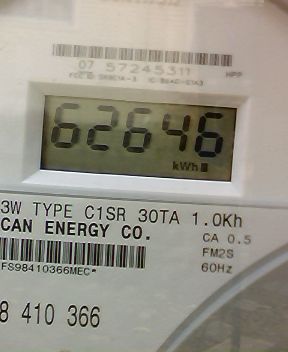 07 57245311
HPP
62646
kWh
3W TYPE C1SR 30TA 1.0Kh
CAN ENERGY CO.
CA 0.5
FM2S
60Hz
FS98410366MEC*
8 410 366